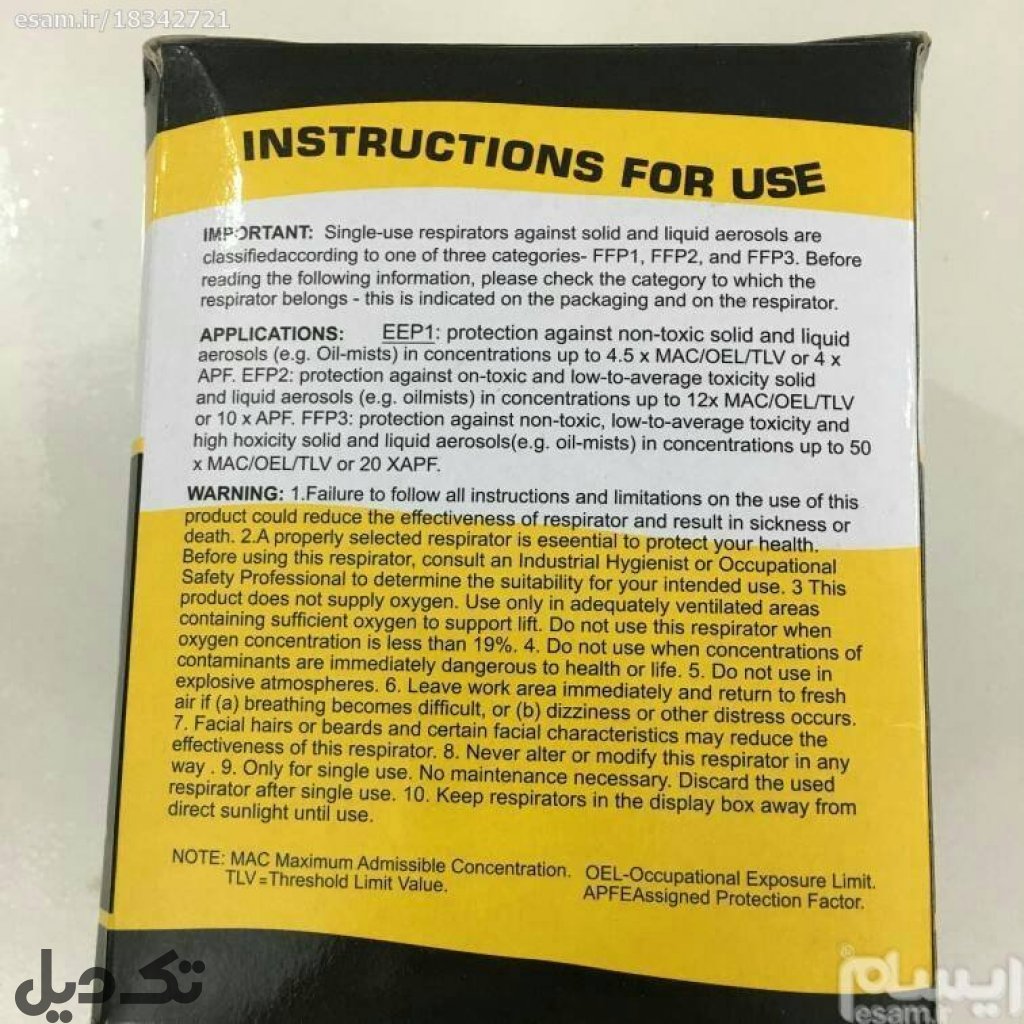 esam.ir/18342721
INSTRUCTIONS FOR USE
IMPORTANT: Single-use respirators against solid and liquid aerosols are
classifiedaccording to one of three categories- FFP1, FFP2, and FFP3. Before
reading the following information, please check the category to which the
respirator belongs - this is indicated on the packaging and on the respirator.
APPLICATIONS: EEP1: protection against non-toxic solid and liquid
aerosols (e.g. Oil-mists) in concentrations up to 4.5 x MAC/OEL/TLV or 4 x
APF. EFP2: protection against on-toxic and low-to-average toxicity solid
and liquid aerosols (e.g. oilmists) in concentrations up to 12x MAC/OEL/TLV
or 10 x APF. FFP3: protection against non-toxic, low-to-average toxicity and
high hoxicity solid and liquid aerosols(e.g. oil-mists) in concentrations up to 50
x MAC/OEL/TLV or 20 XAPF.
WARNING: 1.Failure to follow all instructions and limitations on the use of this
product could reduce the effectiveness of respirator and result in sickness or
death. 2.A properly selected respirator is eseential to protect your health.
Before using this respirator, consult an Industrial Hygienist or Occupational
Safety Professional to determine the suitability for your intended use. 3 This
product does not supply oxygen. Use only in adequately ventilated areas
containing sufficient oxygen to support lift. Do not use this respirator when
oxygen concentration is less than 19%. 4. Do not use when concentrations of
contaminants are immediately dangerous to health or life. 5. Do not use in
explosive atmospheres. 6. Leave work area immediately and return to fresh
air if (a) breathing becomes difficult, or (b) dizziness or other distress occurs.
7. Facial hairs or beards and certain facial characteristics may reduce the
effectiveness of this respirator. 8. Never alter or modify this respirator in any
way . 9. Only for single use. No maintenance necessary. Discard the used
respirator after single use. 10. Keep respirators in the display box away from
direct sunlight until use.
NOTE: MAC Maximum Admissible Concentration. OEL-Occupational Exposure Limit.
TLV=Threshold Limit Value. APFEAssigned Protection Factor.
تک دیل
ایسام
esam.ir